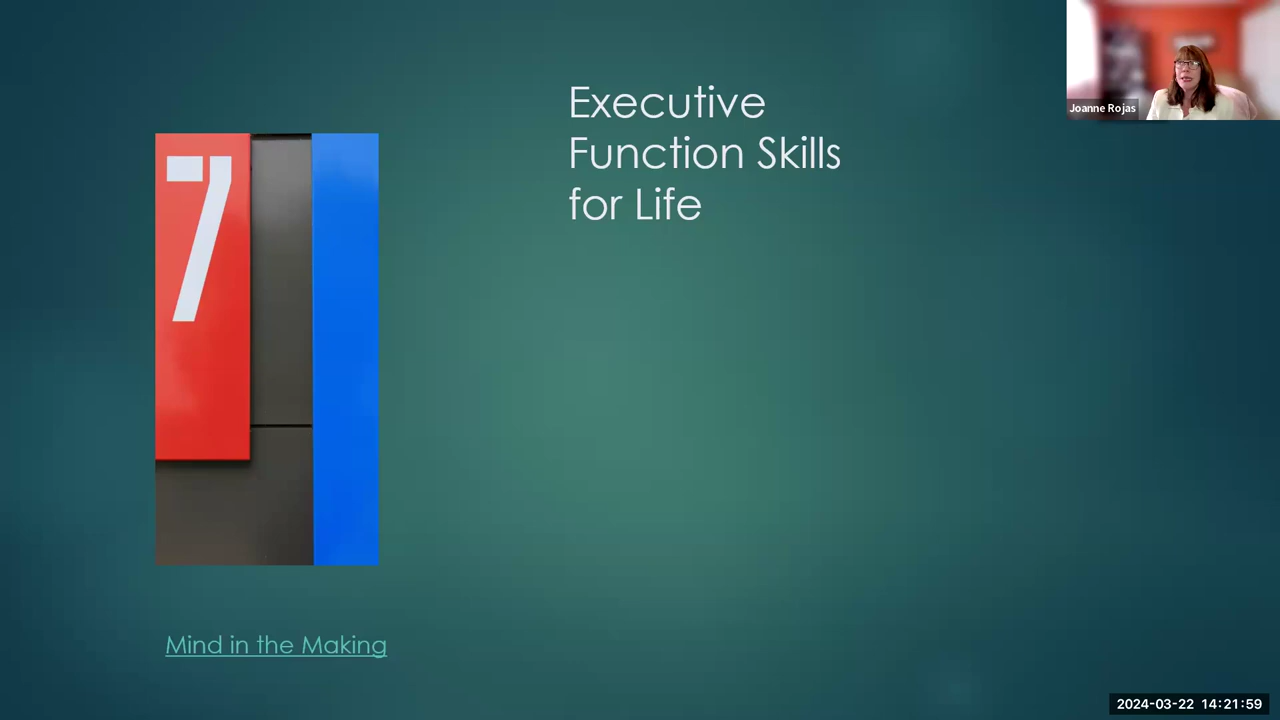 Executive
Function Skills
for Life
Joanne Rojas
7
Mind in the Making
2024-03-22 14:21:59